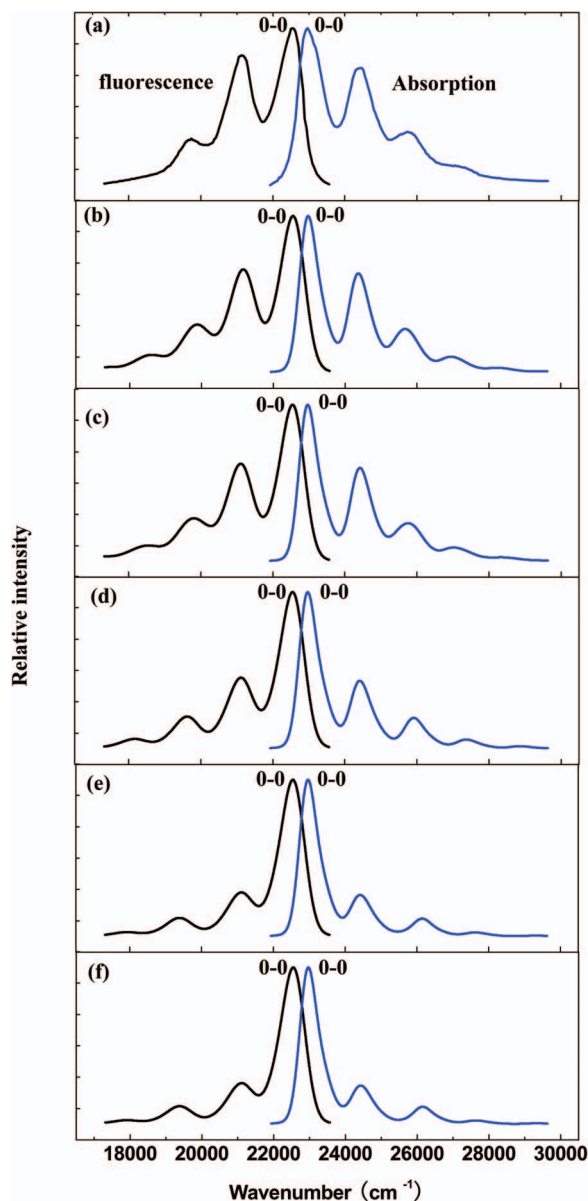 (a)
0-0 0-0
fluorescence
Absorption
(b)
0-0 0-0
(c)
0-0 0-0
(d)
0-0 0-0
(e)
0-0 0-0
(f)
0-0 0-0
Relative intensity
18000 20000 22000 24000 26000 28000 30000
Wavenumber (cm⁻¹)